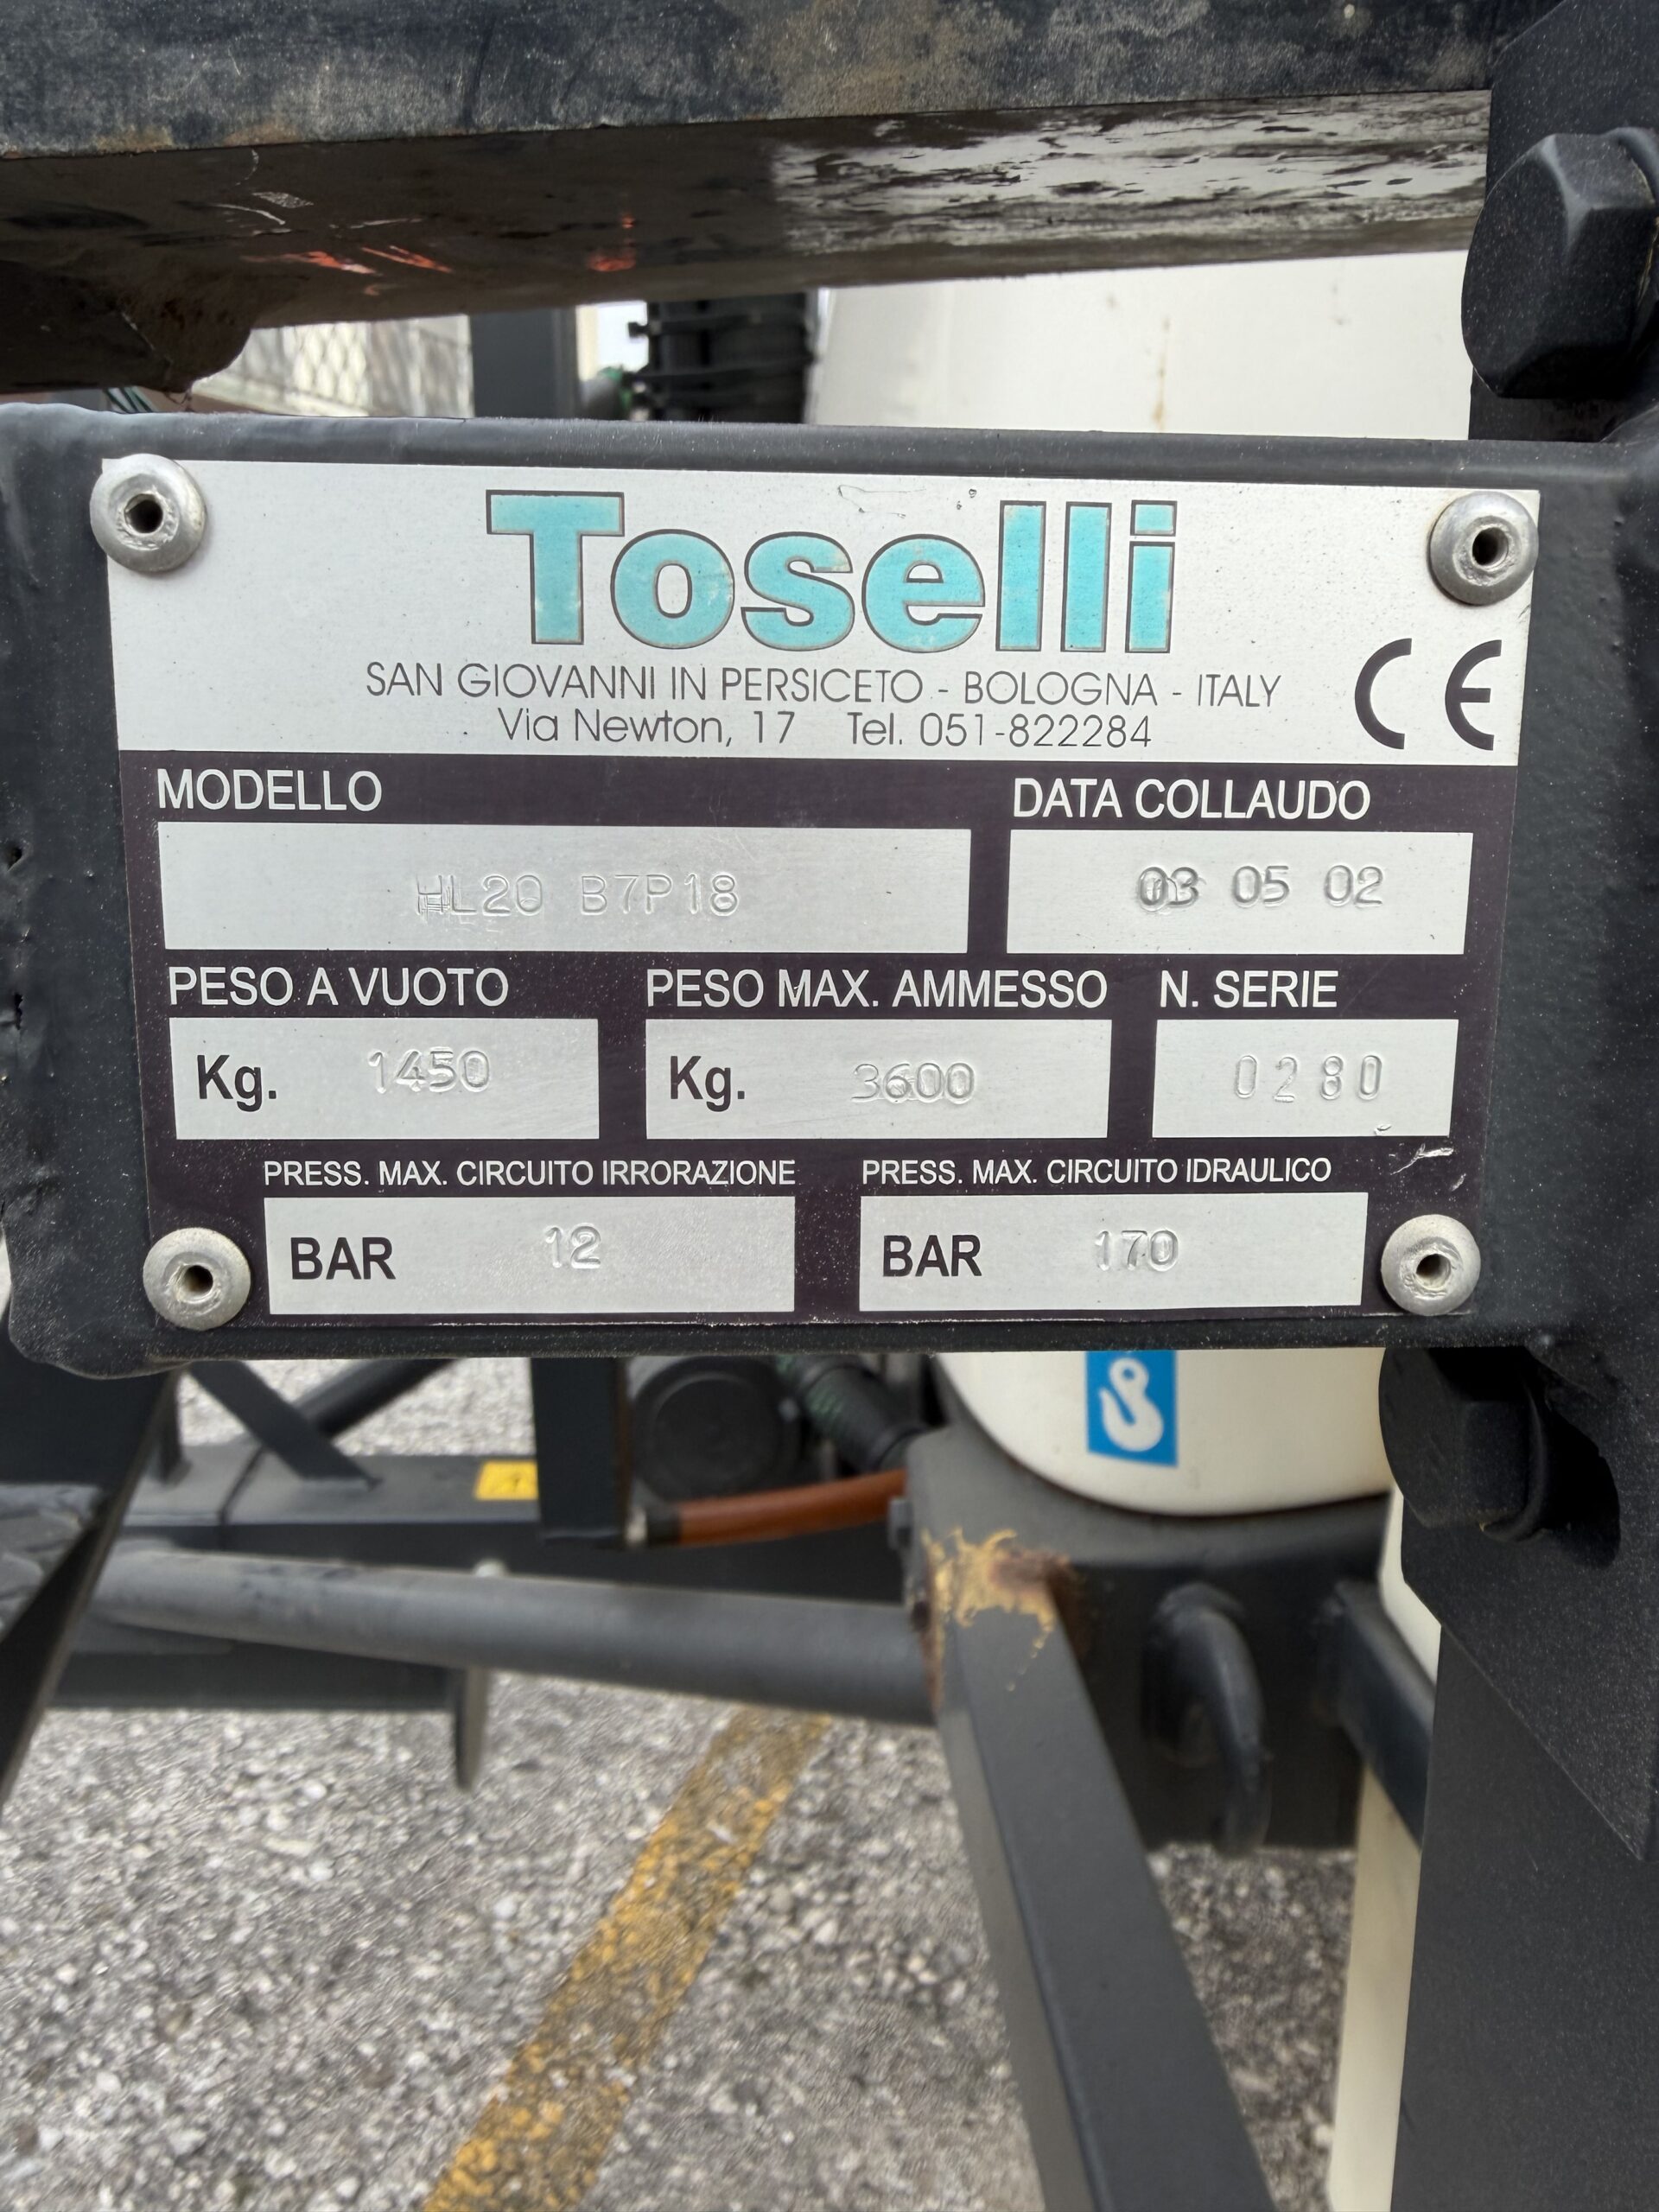 Toselli
SAN GIOVANNI IN PERSICETO - BOLOGNA - ITALY
Via Newton, 17 Tel. 051-822284
CE
MODELLO
DATA COLLAUDO
HL20 B7P18
03 05 02
PESO A VUOTO
PESO MAX. AMMESSO
N. SERIE
Kg. 1450
Kg. 3600
0280
PRESS. MAX. CIRCUITO IRRORAZIONE
PRESS. MAX. CIRCUITO IDRAULICO
BAR 12
BAR 170